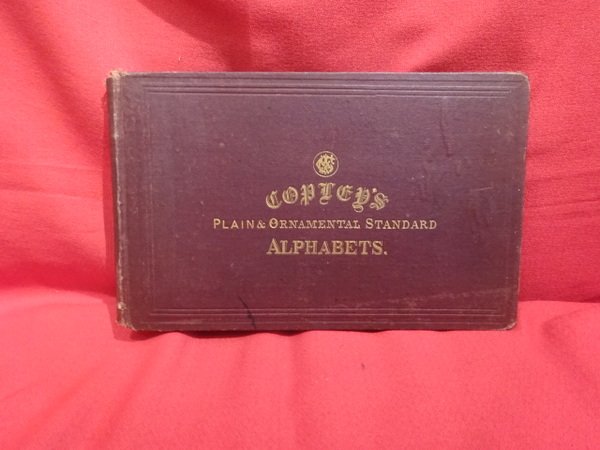 COPLEY'S
PLAIN & ORNAMENTAL STANDARD
ALPHABETS.